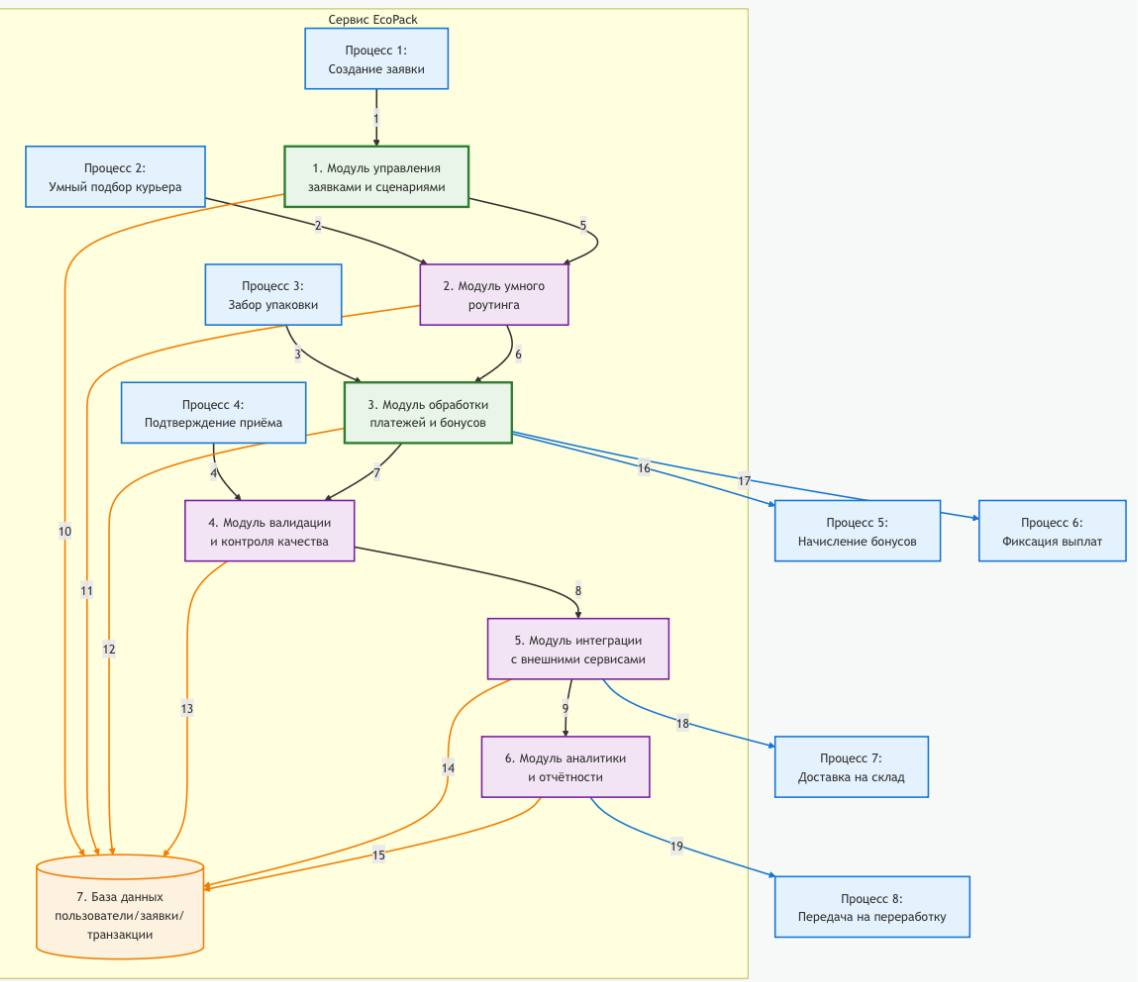 Сервис EcoPack
Процесс 1:
Создание заявки
1
Процесс 2:
Умный подбор курьера
1. Модуль управления
заявками и сценариями
2
5
Процесс 3:
Забор упаковки
2. Модуль умного
роутинга
3
6
Процесс 4:
Подтверждение приёма
3. Модуль обработки
платежей и бонусов
4
7
16
17
4. Модуль валидации
и контроля качества
Процесс 5:
Начисление бонусов
Процесс 6:
Фиксация выплат
10
11
8
12
5. Модуль интеграции
с внешними сервисами
13
9
18
14
6. Модуль аналитики
и отчётности
Процесс 7:
Доставка на склад
15
19
7. База данных
пользователи/заявки/
транзакции
Процесс 8:
Передача на переработку